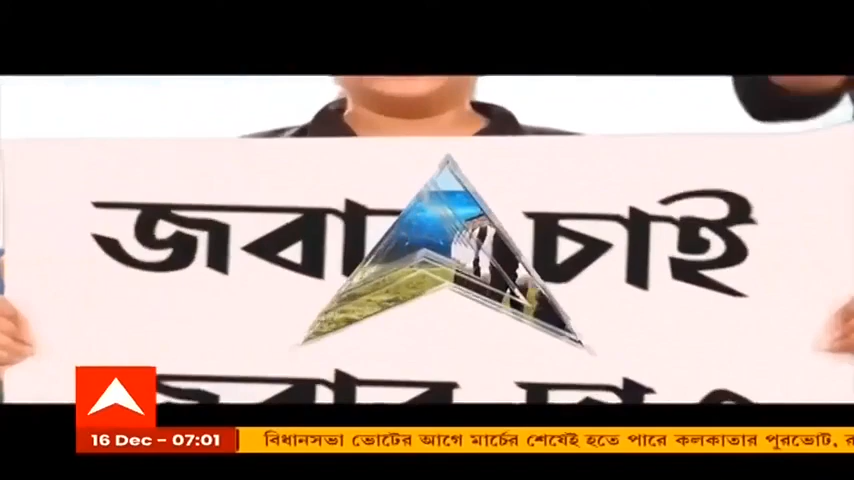 জবাব চাই
16 Dec - 07:01
বিধানসভা ভোটের আগে মার্চের শেষেই হতে পারে কলকাতার পুরভোট,